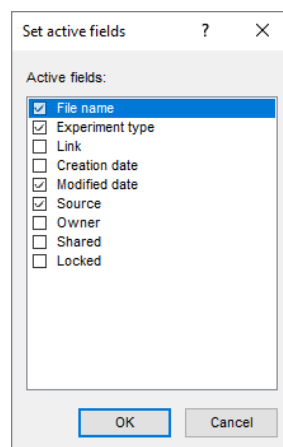 Set active fields ?
Active fields:
File name
Experiment type
Link
Creation date
Modified date
Source
Owner
Shared
Locked
OK Cancel